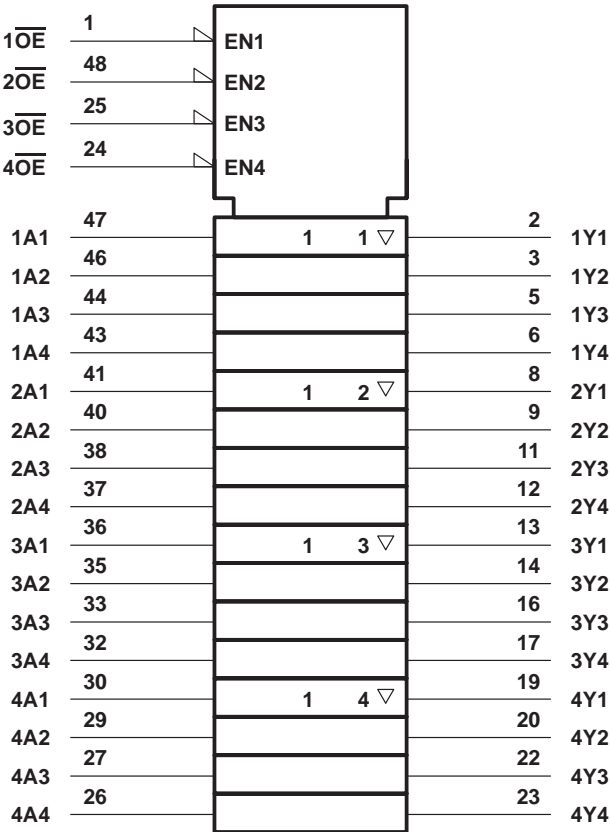 1OE 1 EN1
2OE 48 EN2
3OE 25 EN3
4OE 24 EN4
1A1 47 1 1 ▽ 2 1Y1
1A2 46 3 1Y2
1A3 44 5 1Y3
1A4 43 6 1Y4
2A1 41 1 2 ▽ 8 2Y1
2A2 40 9 2Y2
2A3 38 11 2Y3
2A4 37 12 2Y4
3A1 36 1 3 ▽ 13 3Y1
3A2 35 14 3Y2
3A3 33 16 3Y3
3A4 32 17 3Y4
4A1 30 1 4 ▽ 19 4Y1
4A2 29 20 4Y2
4A3 27 22 4Y3
4A4 26 23 4Y4